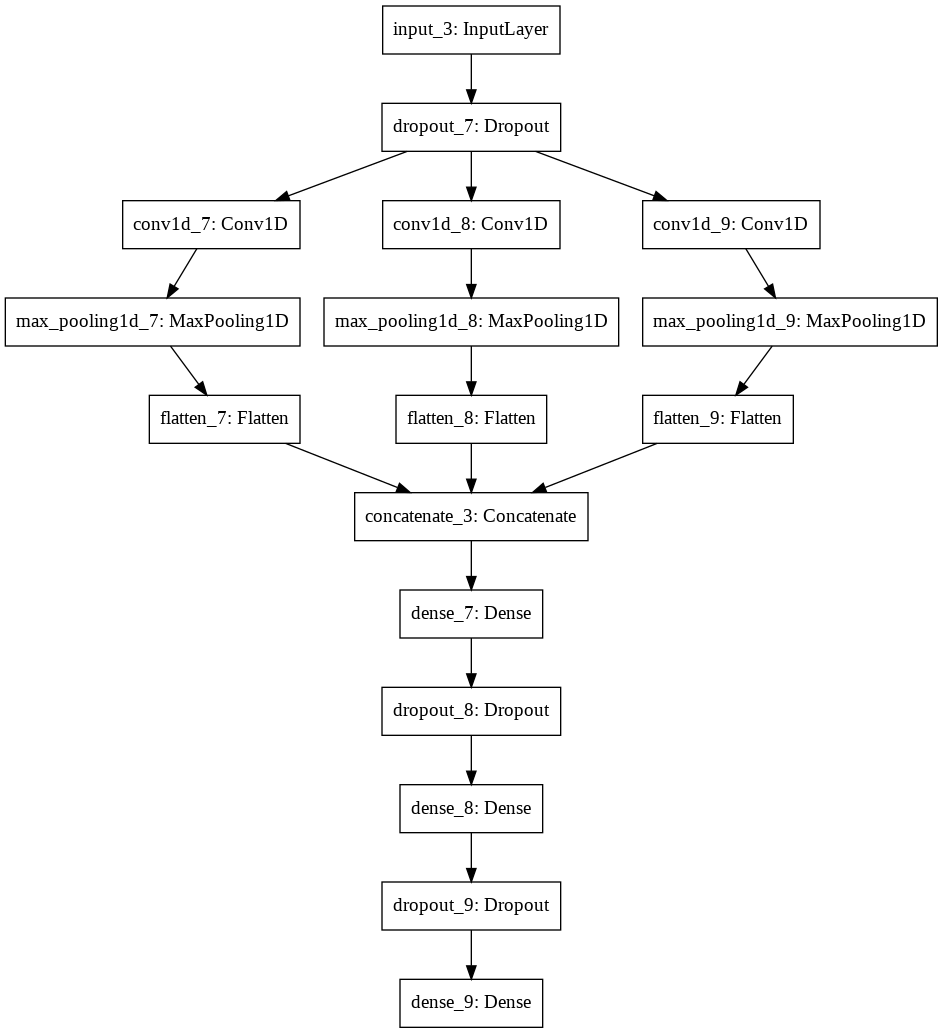 input_3: InputLayer
dropout_7: Dropout
conv1d_7: Conv1D
conv1d_8: Conv1D
conv1d_9: Conv1D
max_pooling1d_7: MaxPooling1D
max_pooling1d_8: MaxPooling1D
max_pooling1d_9: MaxPooling1D
flatten_7: Flatten
flatten_8: Flatten
flatten_9: Flatten
concatenate_3: Concatenate
dense_7: Dense
dropout_8: Dropout
dense_8: Dense
dropout_9: Dropout
dense_9: Dense